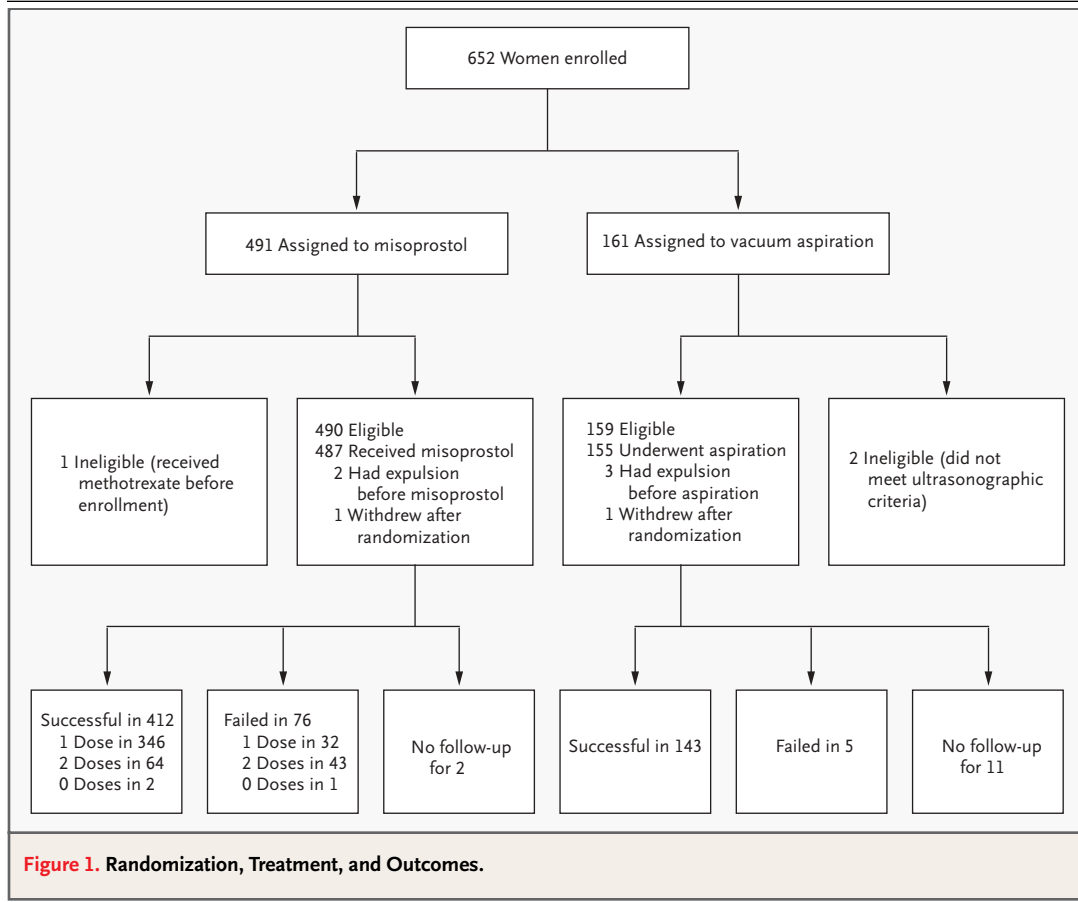 652 Women enrolled
491 Assigned to misoprostol
161 Assigned to vacuum aspiration
1 Ineligible (received
methotrexate before
enrollment)
490 Eligible
487 Received misoprostol
2 Had expulsion
before misoprostol
1 Withdrew after
randomization
159 Eligible
155 Underwent aspiration
3 Had expulsion
before aspiration
1 Withdrew after
randomization
2 Ineligible (did not
meet ultrasonographic
criteria)
Successful in 412
1 Dose in 346
2 Doses in 64
0 Doses in 2
Failed in 76
1 Dose in 32
2 Doses in 43
0 Doses in 1
No follow-up
for 2
Successful in 143
Failed in 5
No follow-up
for 11
Figure 1. Randomization, Treatment, and Outcomes.